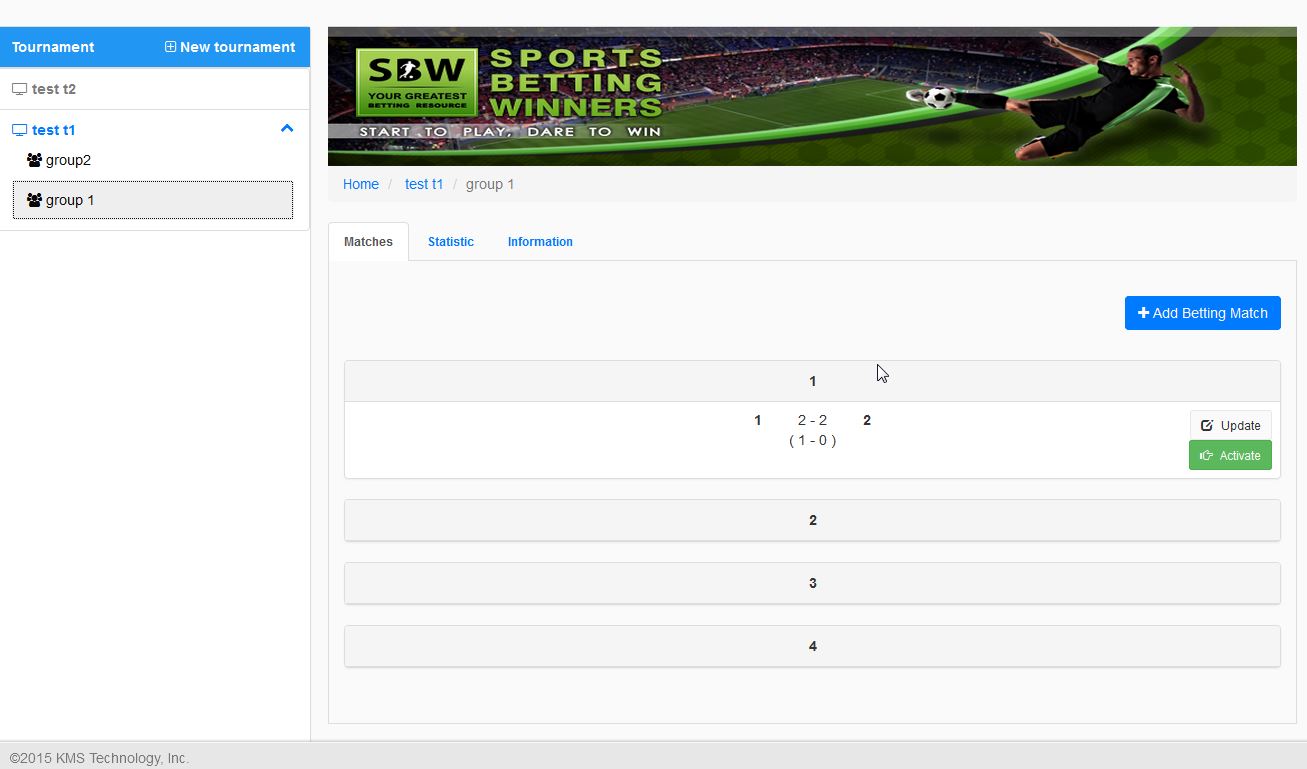 Tournament
New tournament
test t2
test t1
group2
group 1
SBW
YOUR GREATEST
BETTING RESOURCE
SPORTS
BETTING
WINNERS
START TO PLAY, DARE TO WIN
Home / test t1 / group 1
Matches
Statistic
Information
Add Betting Match
1
1 2 - 2 2
( 1 - 0 )
Update
Activate
2
3
4
©2015 KMS Technology, Inc.